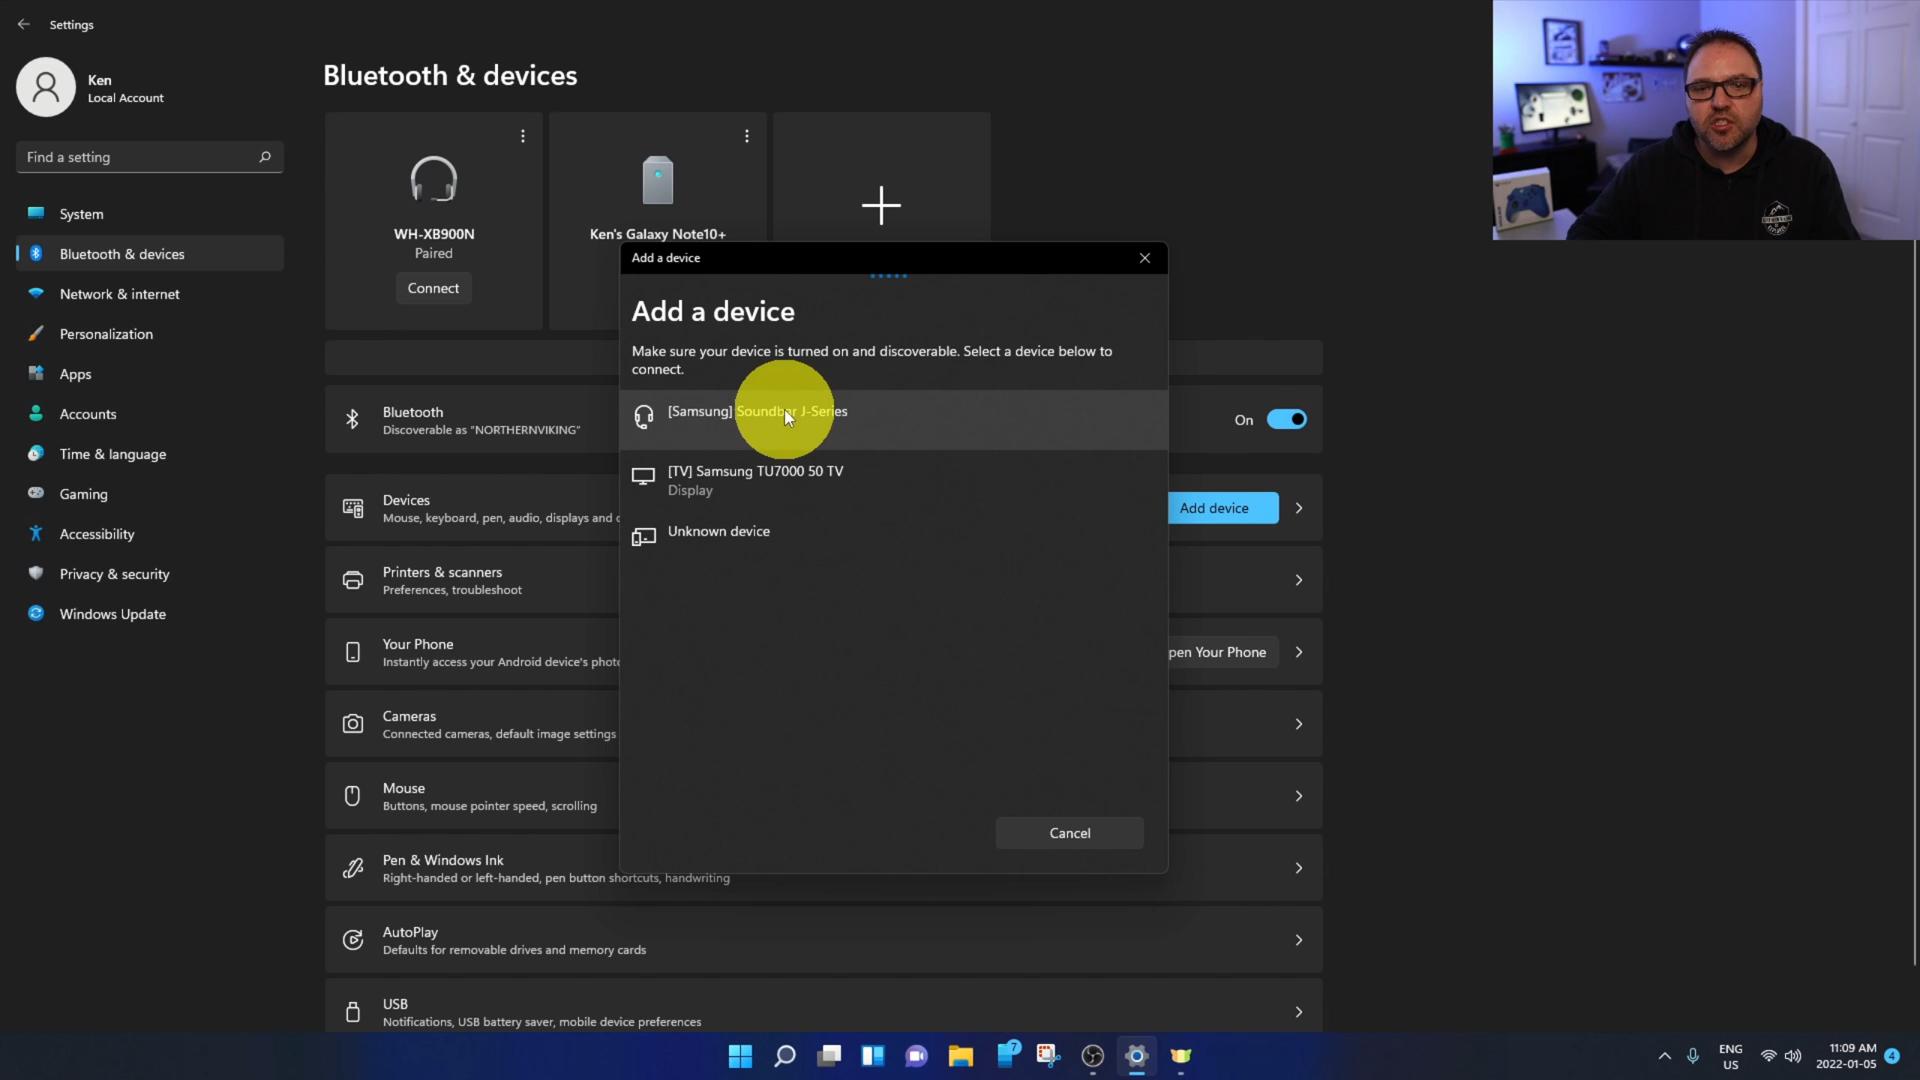 Settings
Ken
Local Account
Find a setting
System
Bluetooth & devices
Network & internet
Personalization
Apps
Accounts
Time & language
Gaming
Accessibility
Privacy & security
Windows Update
Bluetooth & devices
WH-XB900N
Paired
Connect
Ken's Galaxy Note10+
Bluetooth
Discoverable as "NORTHERNVIKING"
On
Devices
Mouse, keyboard, pen, audio, displays and
Add device
Printers & scanners
Preferences, troubleshoot
Your Phone
Instantly access your Android device's
pen Your Phone
Cameras
Connected cameras, default image settings
Mouse
Buttons, mouse pointer speed, scrolling
Pen & Windows Ink
Right-handed or left-handed, pen button shortcuts, handwriting
AutoPlay
Defaults for removable drives and memory cards
USB
Notifications, USB battery saver, mobile device preferences
Add a device
Add a device
Make sure your device is turned on and discoverable. Select a device below to
connect.
[Samsung] Soundbar J-Series
[TV] Samsung TU7000 50 TV
Display
Unknown device
Cancel
7
ENG
US
11:09 AM
2022-01-05
4